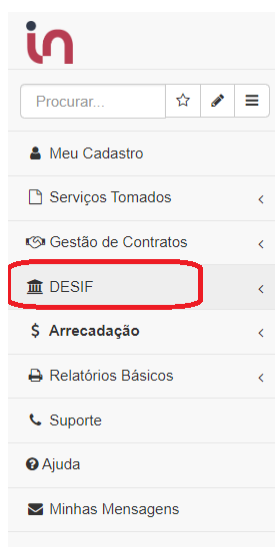 in
Procurar...
Meu Cadastro
Serviços Tomados
Gestão de Contratos
DESIF
$ Arrecadação
Relatórios Básicos
Suporte
Ajuda
Minhas Mensagens